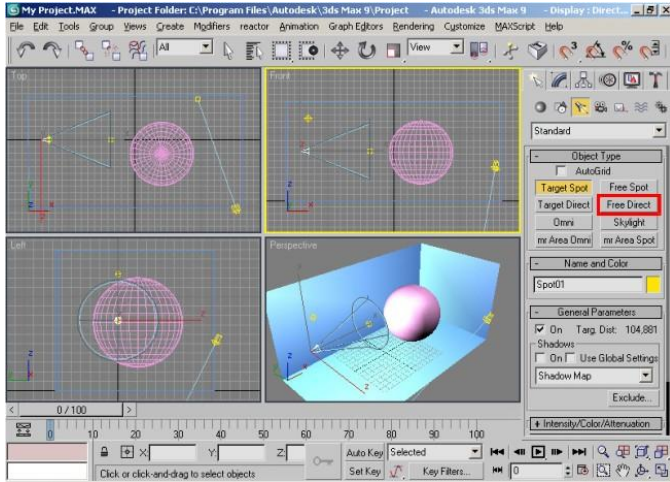 My Project.MAX - Project Folder: C:\Program Files\Autodesk\3ds Max 9\Project - Autodesk 3ds Max 9 - Display : Direct...
File Edit Tools Group Views Create Modifiers reactor Animation Graph Editors Rendering Customize MAXScript Help
All View
Top
Front
Left
Perspective
Standard
- Object Type
AutoGrid
Target Spot Free Spot
Target Direct Free Direct
Omni Skylight
mr Area Omni mr Area Spot
- Name and Color
Spot01
- General Parameters
On Targ. Dist: 104,881
Shadows
On Use Global Settings
Shadow Map
Exclude...
+ Intensity/Color/Attenuation
< 0 / 100 >
0 10 20 30 40 50 60 70 80 90 100
X: Y: Z: Auto Key Selected
Click or click-and-drag to select objects Set Key Key Filters... 0